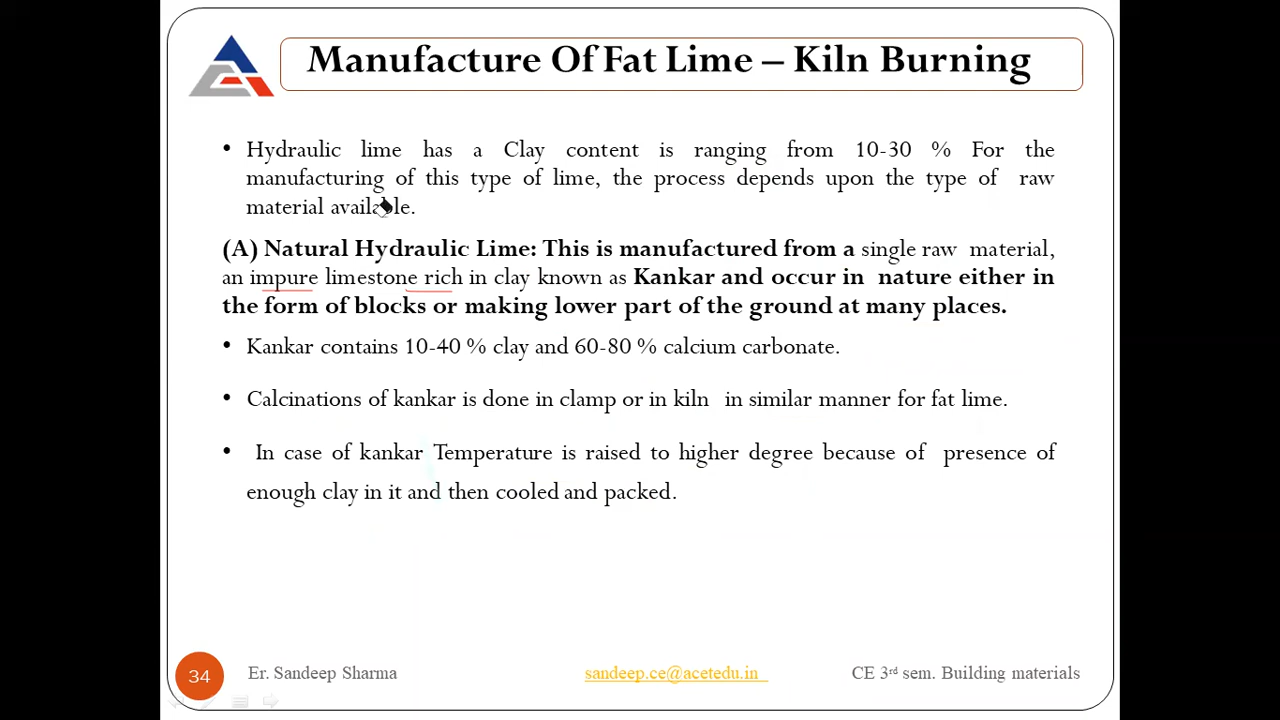 Manufacture Of Fat Lime – Kiln Burning
• Hydraulic lime has a Clay content is ranging from 10-30 % For the
manufacturing of this type of lime, the process depends upon the type of raw
material available.
(A) Natural Hydraulic Lime: This is manufactured from a single raw material,
an impure limestone rich in clay known as Kankar and occur in nature either in
the form of blocks or making lower part of the ground at many places.
• Kankar contains 10-40 % clay and 60-80 % calcium carbonate.
• Calcinations of kankar is done in clamp or in kiln in similar manner for fat lime.
• In case of kankar Temperature is raised to higher degree because of presence of
enough clay in it and then cooled and packed.
34 Er. Sandeep Sharma sandeep.ce@acetedu.in CE 3rd sem. Building materials